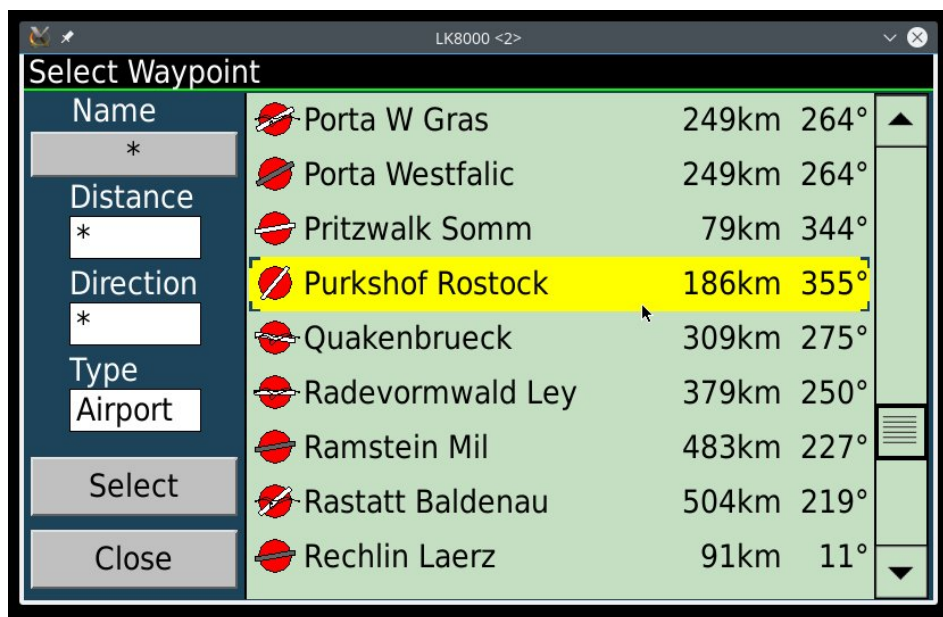 LK8000 <2>
Select Waypoint
Name
*
Distance
*
Direction
*
Type
Airport
Select
Close
Porta W Gras 249km 264°
Porta Westfalic 249km 264°
Pritzwalk Somm 79km 344°
Purkshof Rostock 186km 355°
Quakenbrueck 309km 275°
Radevormwald Ley 379km 250°
Ramstein Mil 483km 227°
Rastatt Baldenau 504km 219°
Rechlin Laerz 91km 11°